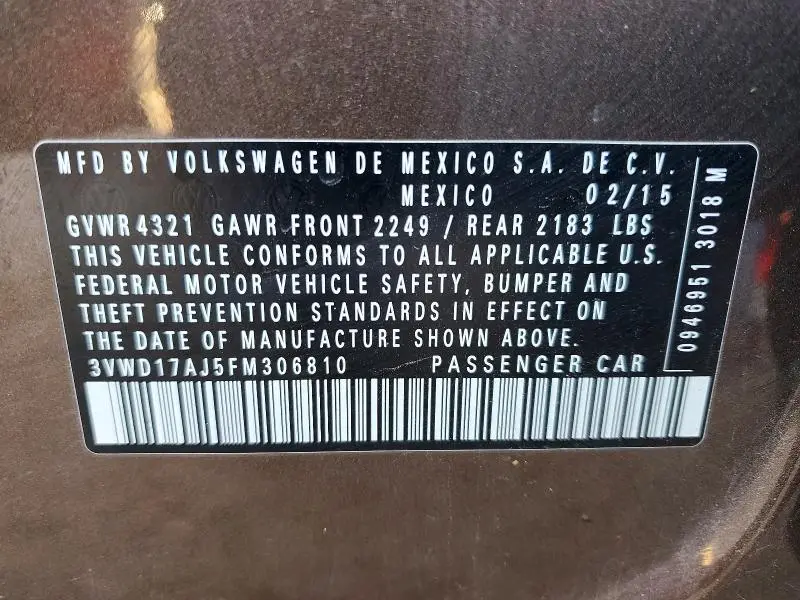 MFD BY VOLKSWAGEN DE MEXICO S.A. DE C.V.
MEXICO 02/15
GVWR 4321 GAWR FRONT 2249 / REAR 2183 LBS
THIS VEHICLE CONFORMS TO ALL APPLICABLE U.S.
FEDERAL MOTOR VEHICLE SAFETY, BUMPER AND
THEFT PREVENTION STANDARDS IN EFFECT ON
THE DATE OF MANUFACTURE SHOWN ABOVE.
3VWD17AJ5FM306810 PASSENGER CAR
0946951 3018 M